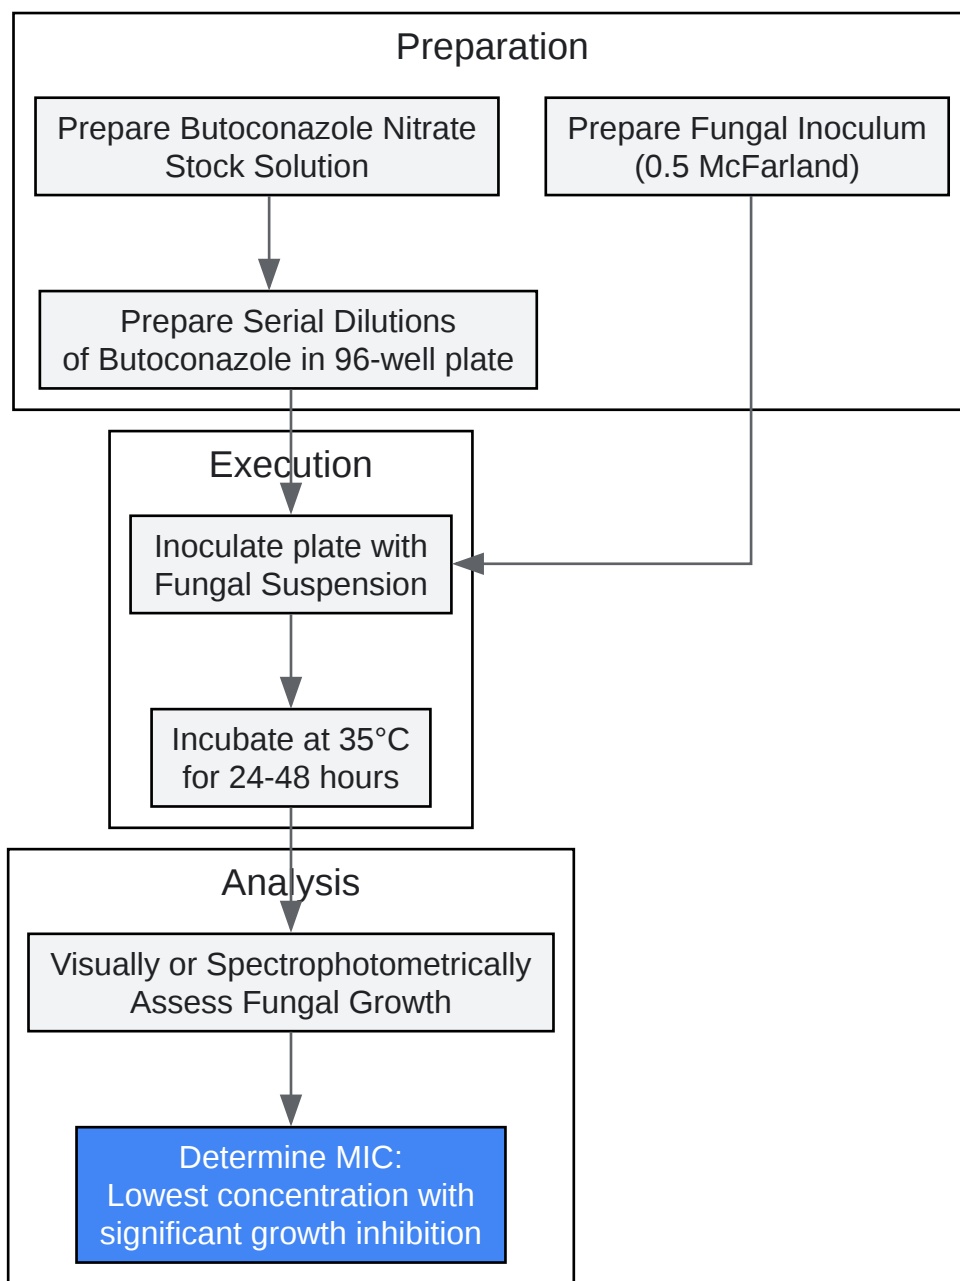 Preparation
Prepare Butoconazole Nitrate
Stock Solution
Prepare Fungal Inoculum
(0.5 McFarland)
Prepare Serial Dilutions
of Butoconazole in 96-well plate
Execution
Inoculate plate with
Fungal Suspension
Incubate at 35°C
for 24-48 hours
Analysis
Visually or Spectrophotometrically
Assess Fungal Growth
Determine MIC:
Lowest concentration with
significant growth inhibition